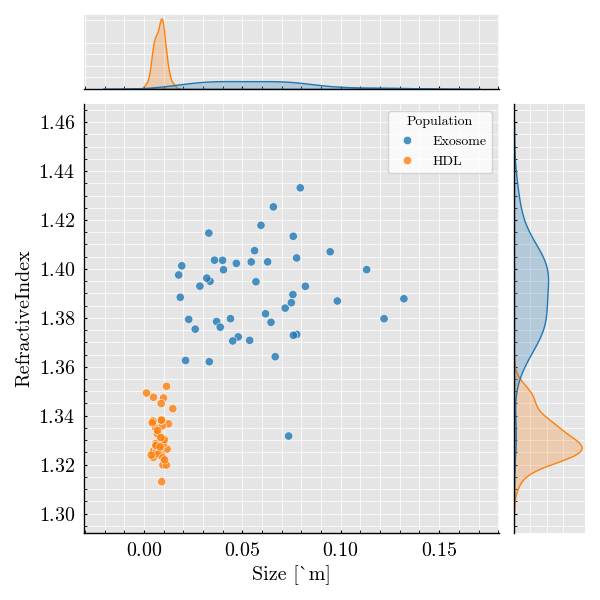 Population
Exosome
HDL
1.46
1.44
1.42
1.40
1.38
1.36
1.34
1.32
1.30
RefractiveIndex
0.00 0.05 0.10 0.15
Size [`m]